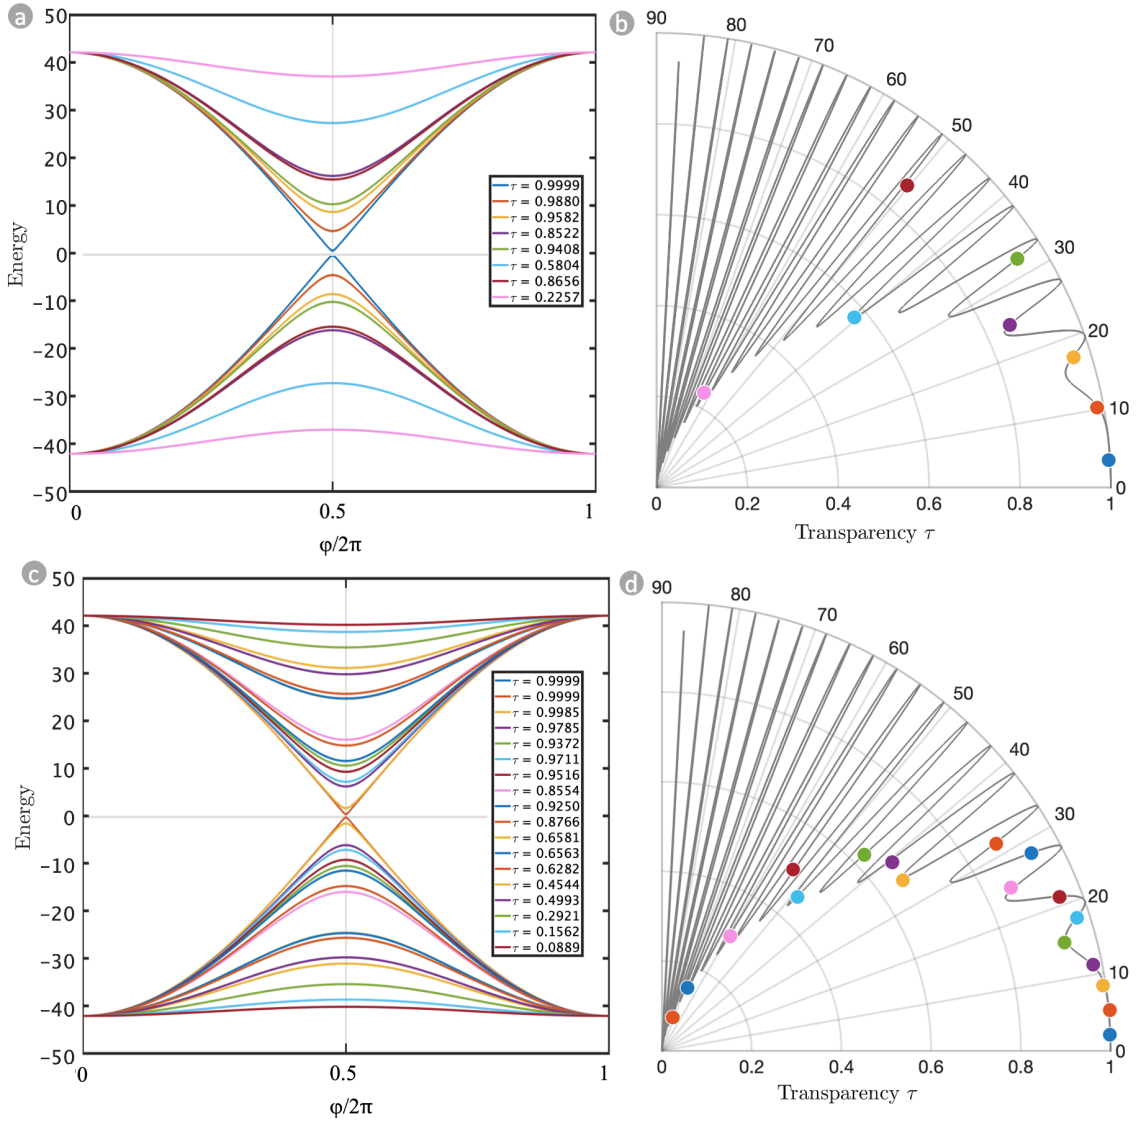 a
50
40
30
20
10
0
−10
−20
−30
−40
−50
Energy
0
0.5
1
φ/2π
τ = 0.9999
τ = 0.9880
τ = 0.9582
τ = 0.8522
τ = 0.9408
τ = 0.5804
τ = 0.8656
τ = 0.2257
b
90
80
70
60
50
40
30
20
10
0
0
0.2
0.4
0.6
0.8
1
Transparency τ
c
50
40
30
20
10
0
−10
−20
−30
−40
−50
Energy
0
0.5
1
φ/2π
τ = 0.9999
τ = 0.9999
τ = 0.9985
τ = 0.9785
τ = 0.9372
τ = 0.9711
τ = 0.9516
τ = 0.8554
τ = 0.9250
τ = 0.8766
τ = 0.6581
τ = 0.6563
τ = 0.6282
τ = 0.4544
τ = 0.4993
τ = 0.2921
τ = 0.1562
τ = 0.0889
d
90
80
70
60
50
40
30
20
10
0
0
0.2
0.4
0.6
0.8
1
Transparency τ